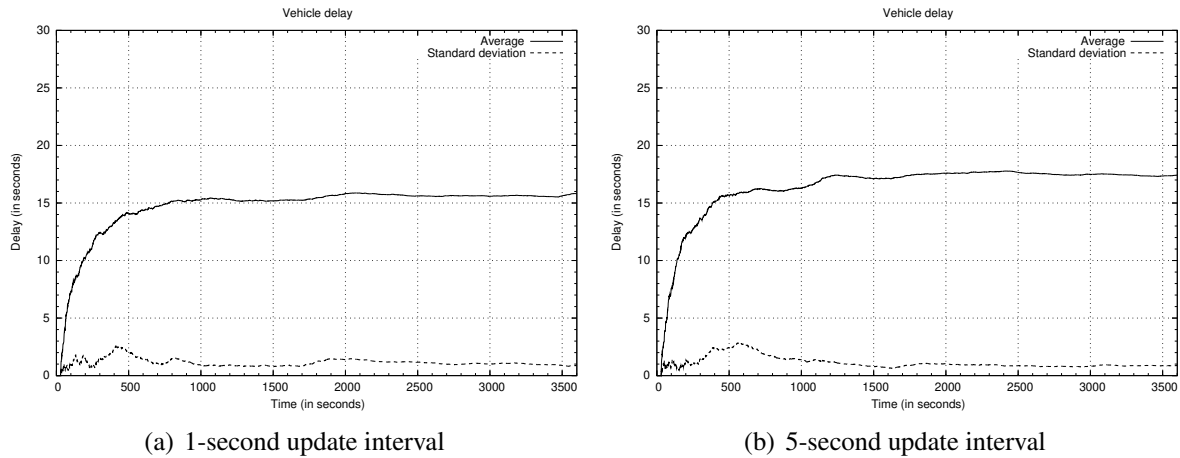 Vehicle delay
30
25
20
15
10
5
0
Delay (in seconds)
Average
Standard deviation
0 500 1000 1500 2000 2500 3000 3500
Time (in seconds)
(a) 1-second update interval
Vehicle delay
30
25
20
15
10
5
0
Delay (in seconds)
Average
Standard deviation
0 500 1000 1500 2000 2500 3000 3500
Time (in seconds)
(b) 5-second update interval